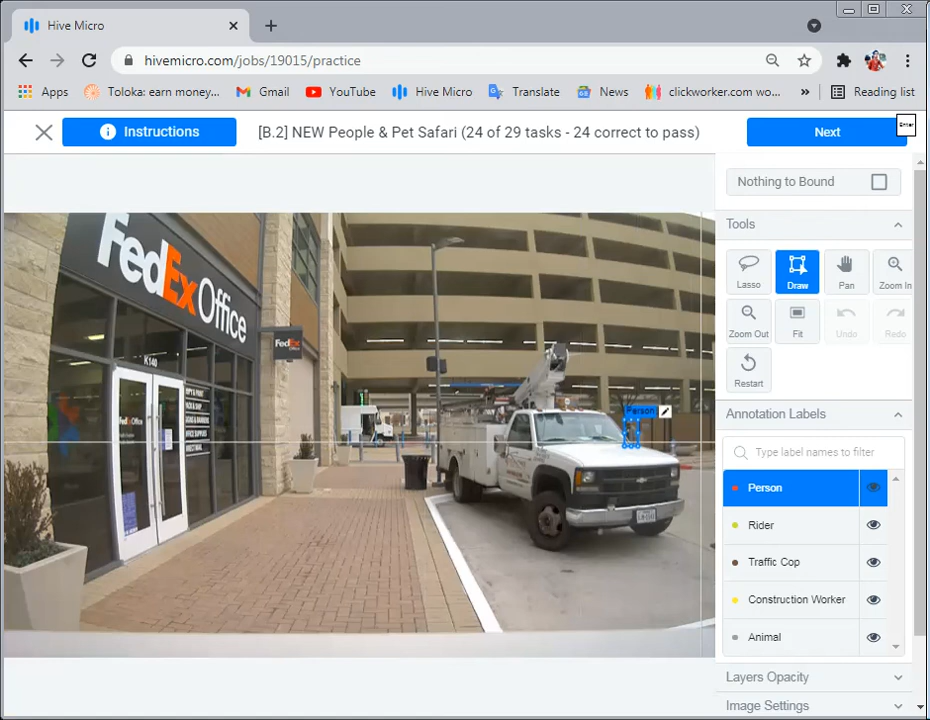 Hive Micro
hivemicro.com/jobs/19015/practice
Apps
Toloka: earn money...
Gmail
YouTube
Hive Micro
Translate
News
clickworker.com wo...
»
Reading list
Instructions
[B.2] NEW People & Pet Safari (24 of 29 tasks - 24 correct to pass)
Next
Nothing to Bound
Tools
Lasso
Draw
Pan
Zoom In
Zoom Out
Fit
Undo
Redo
Restart
Annotation Labels
Type label names to filter
Person
Rider
Traffic Cop
Construction Worker
Animal
Layers Opacity
Image Settings
FedEx Office
FedEx
K140
FedExOffice
Person